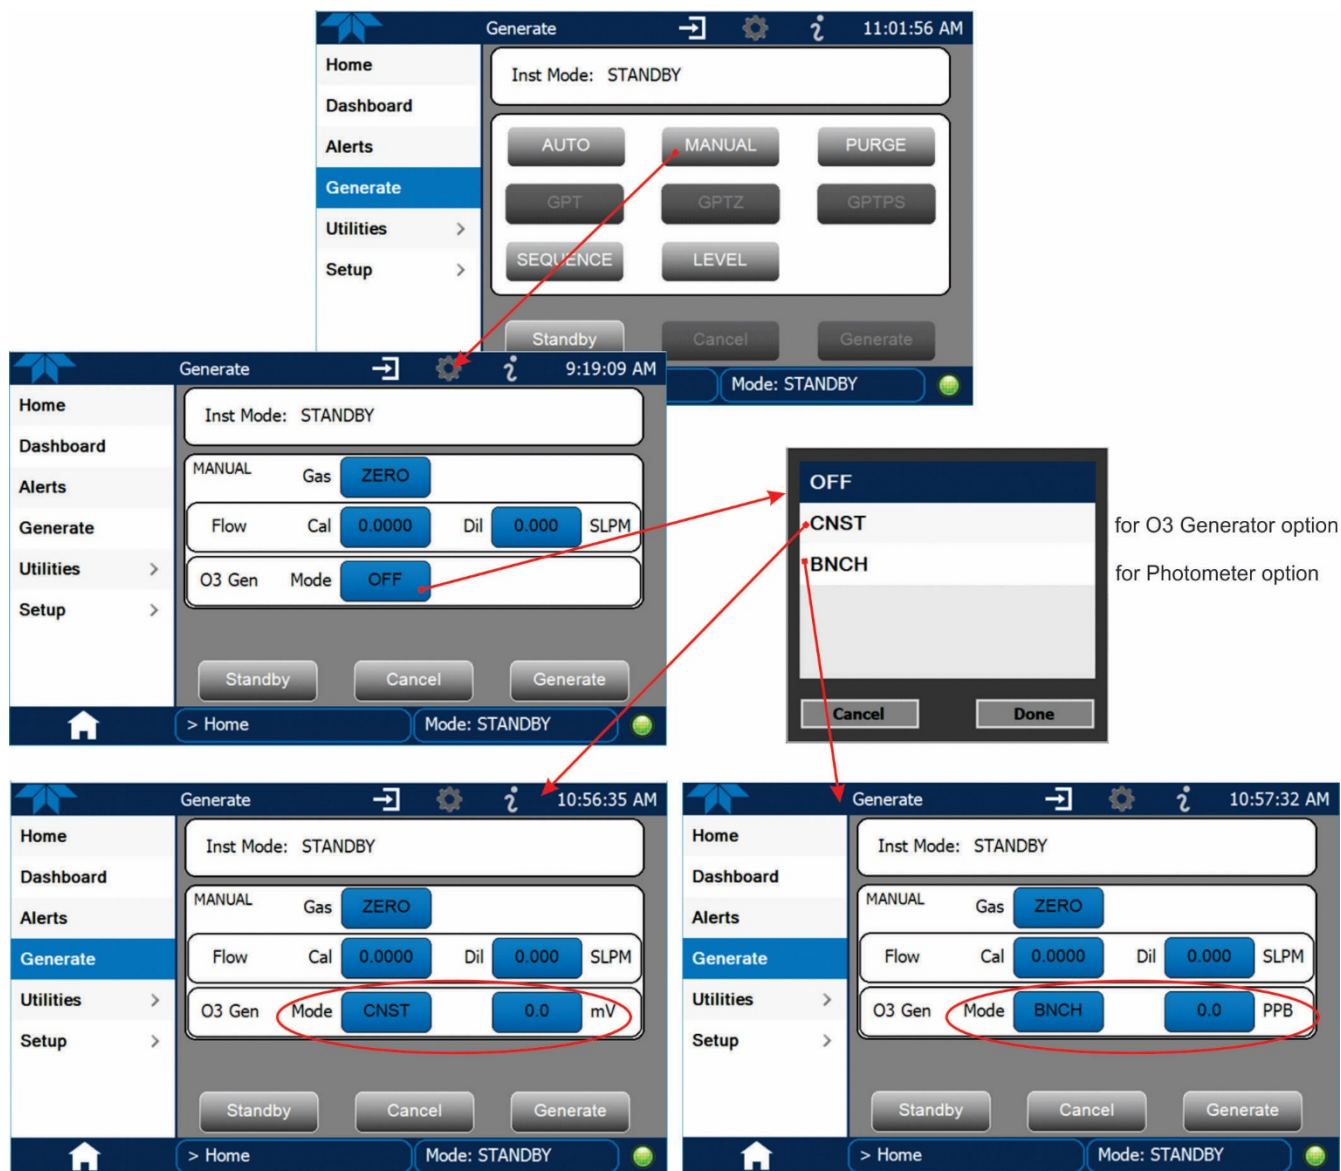 Generate 11:01:56 AM
Home
Dashboard
Alerts
Generate
Utilities >
Setup >
Inst Mode: STANDBY
AUTO MANUAL PURGE
GPT GPTZ GPTPS
SEQUENCE LEVEL
Standby Cancel Generate
Mode: STANDBY
Generate 9:19:09 AM
Home
Dashboard
Alerts
Generate
Utilities >
Setup >
Inst Mode: STANDBY
MANUAL Gas ZERO
Flow Cal 0.0000 Dil 0.000 SLPM
O3 Gen Mode OFF
Standby Cancel Generate
> Home Mode: STANDBY
OFF
CNST for O3 Generator option
BNCH for Photometer option
Cancel Done
Generate 10:56:35 AM
Home
Dashboard
Alerts
Generate
Utilities >
Setup >
Inst Mode: STANDBY
MANUAL Gas ZERO
Flow Cal 0.0000 Dil 0.000 SLPM
O3 Gen Mode CNST 0.0 mV
Standby Cancel Generate
> Home Mode: STANDBY
Generate 10:57:32 AM
Home
Dashboard
Alerts
Generate
Utilities >
Setup >
Inst Mode: STANDBY
MANUAL Gas ZERO
Flow Cal 0.0000 Dil 0.000 SLPM
O3 Gen Mode BNCH 0.0 PPB
Standby Cancel Generate
> Home Mode: STANDBY